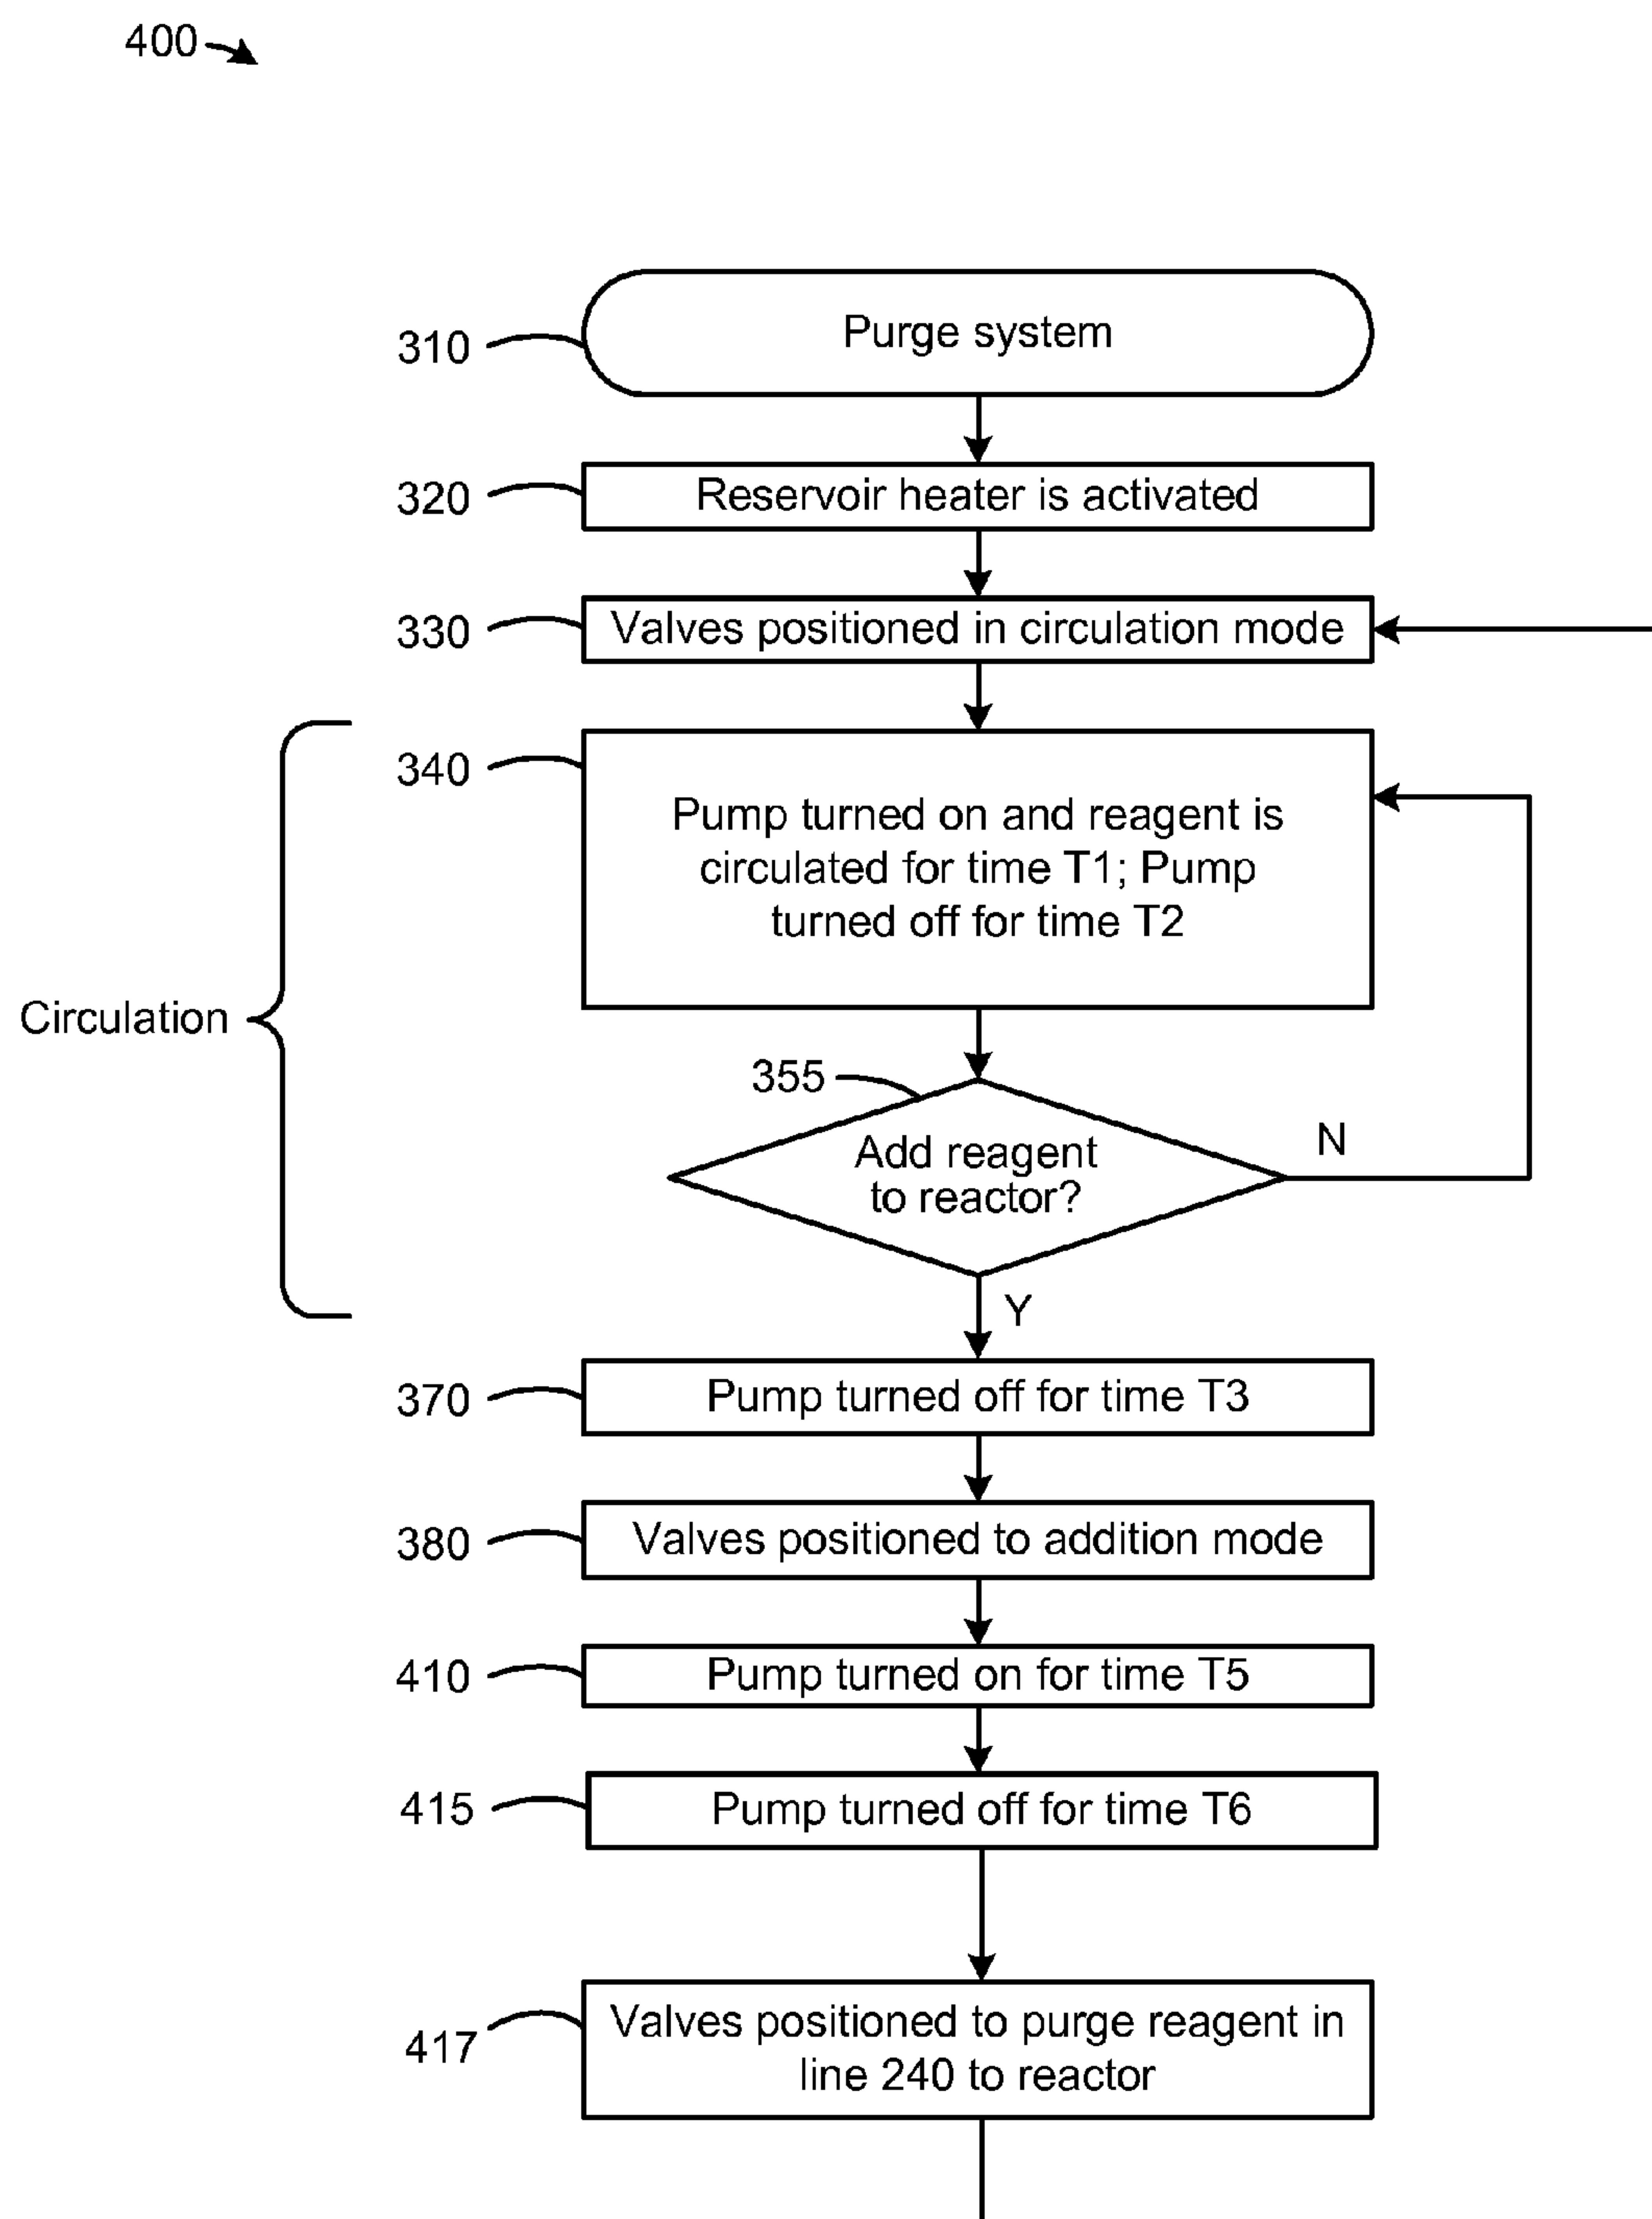 400
310
Purge system
320
Reservoir heater is activated
330
Valves positioned in circulation mode
340
Pump turned on and reagent is
circulated for time T1; Pump
turned off for time T2
Circulation
355
Add reagent
to reactor?
N
Y
370
Pump turned off for time T3
380
Valves positioned to addition mode
410
Pump turned on for time T5
415
Pump turned off for time T6
417
Valves positioned to purge reagent in
line 240 to reactor